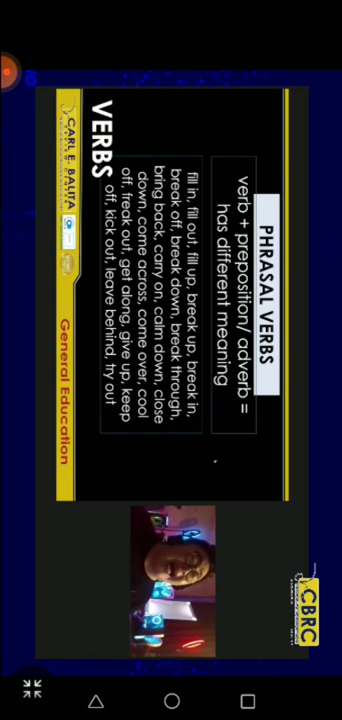 PHRASAL VERBS
verb + preposition/ adverb =
has different meaning
fill in, fill out, fill up, break up, break in,
break off, break down, break through,
bring back, carry on, calm down, close
down, come across, come over, cool
off, freak out, get along, give up, keep
off, kick out, leave behind, try out
VERBS
CARL E. BALITA
REVIEW CENTER
General Education
CBRC